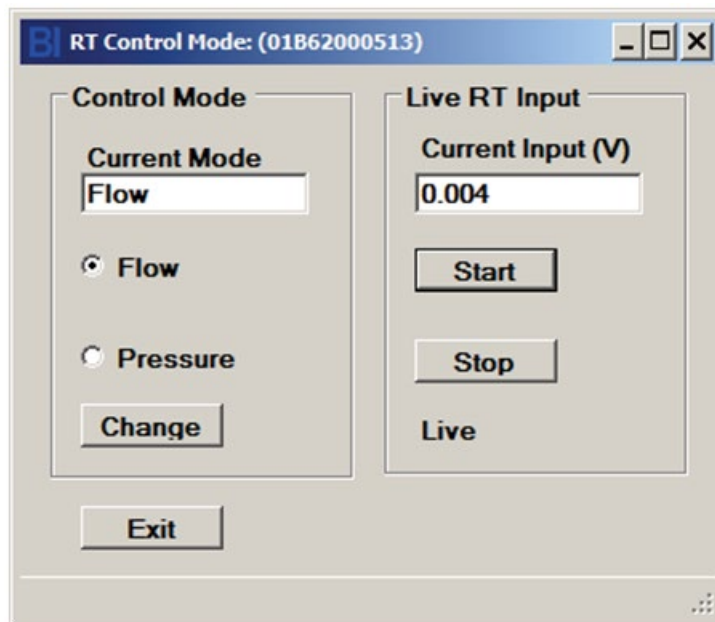 BI RT Control Mode: (01B62000513)
Control Mode
Current Mode
Flow
Flow
Pressure
Change
Exit
Live RT Input
Current Input (V)
0.004
Start
Stop
Live